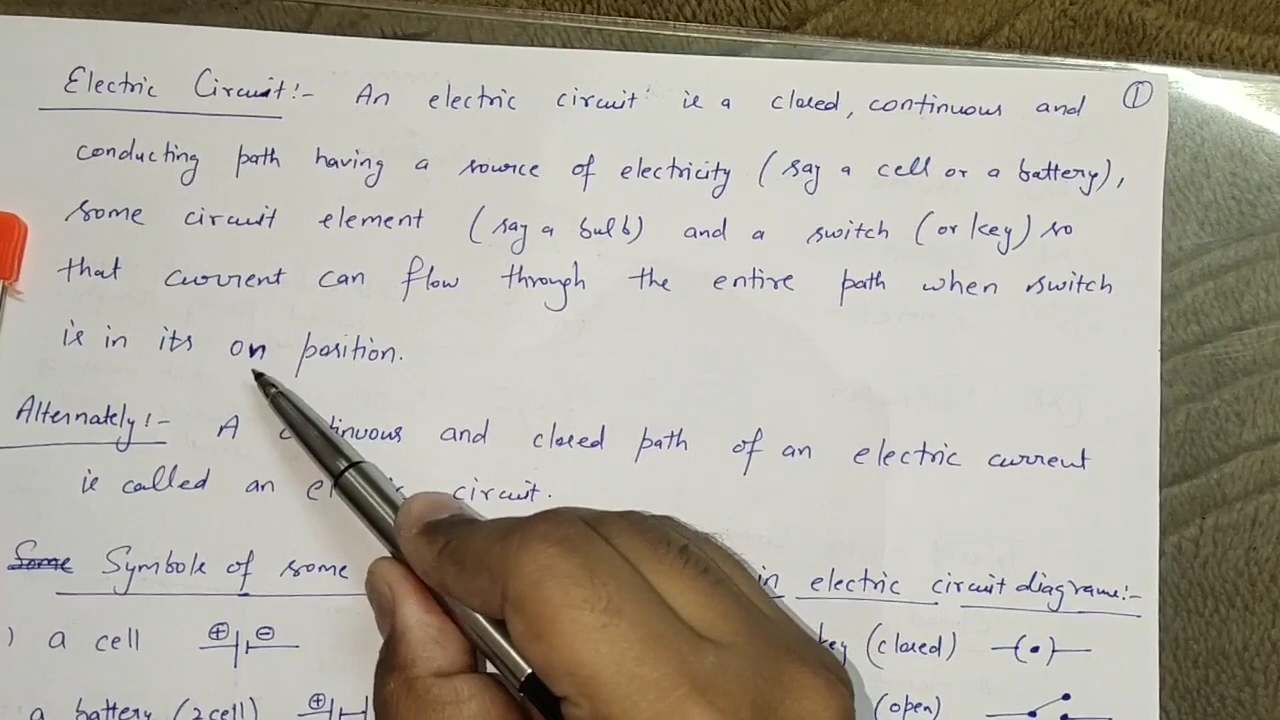 Electric Circuit:- An electric circuit is a closed, continuous and ①
conducting path having a source of electricity (say a cell or a battery),
some circuit element (say a bulb) and a switch (or key) so
that current can flow through the entire path when switch
is in its on position.
Alternately:- A continuous and closed path of an electric current
is called an circuit.
Some Symbols of some in electric circuit diagrams:-
) a cell ⊕ ⊖ key (closed)
a battery (2cell) ⊕ (open)